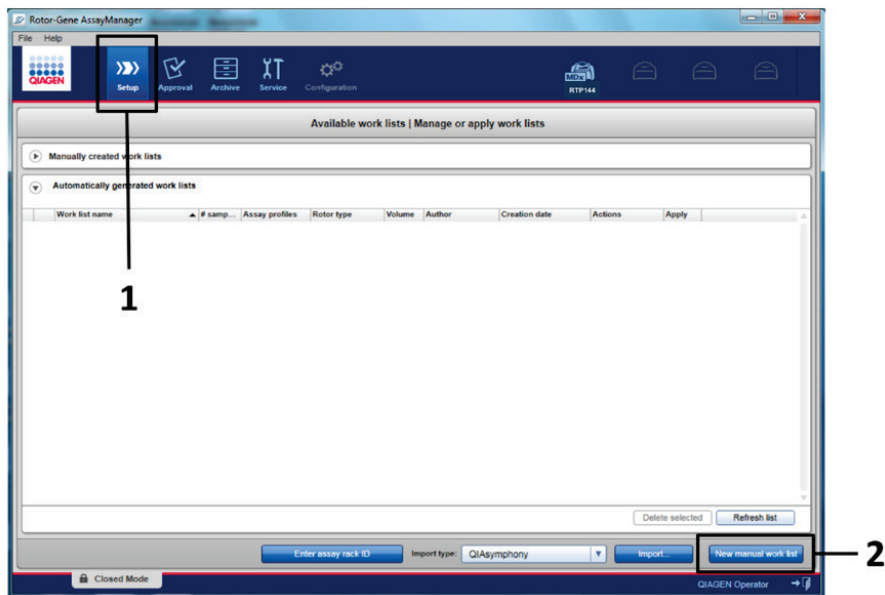 Rotor-Gene AssayManager
File Help
QIAGEN
Setup
Approval
Archive
Service
Configuration
MDx
RTP144
1
Available work lists | Manage or apply work lists
Manually created work lists
Automatically generated work lists
Work list name # samp... Assay profiles Rotor type Volume Author Creation date Actions Apply
Delete selected Refresh list
Enter assay rack ID Import type: QIAsymphony Import... New manual work list
2
Closed Mode
QIAGEN Operator